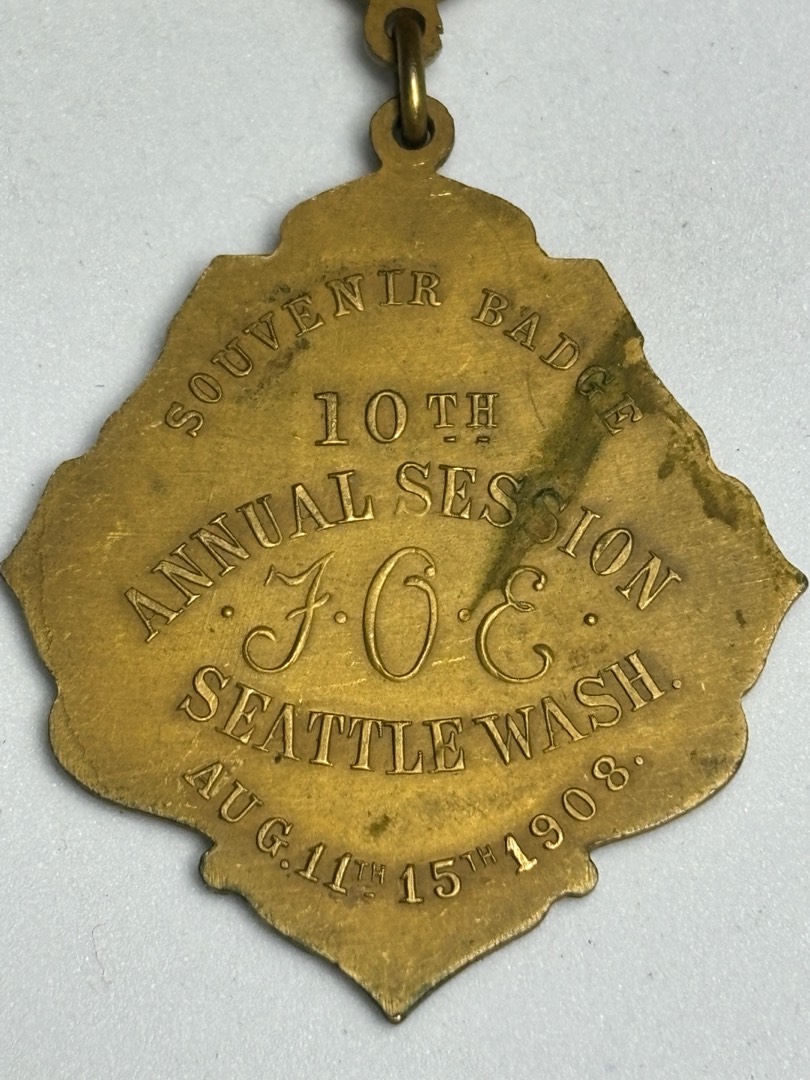 SOUVENIR BADGE
10TH
ANNUAL SESSION
· F · O · E ·
SEATTLE WASH.
AUG. 11TH 15TH 1908.